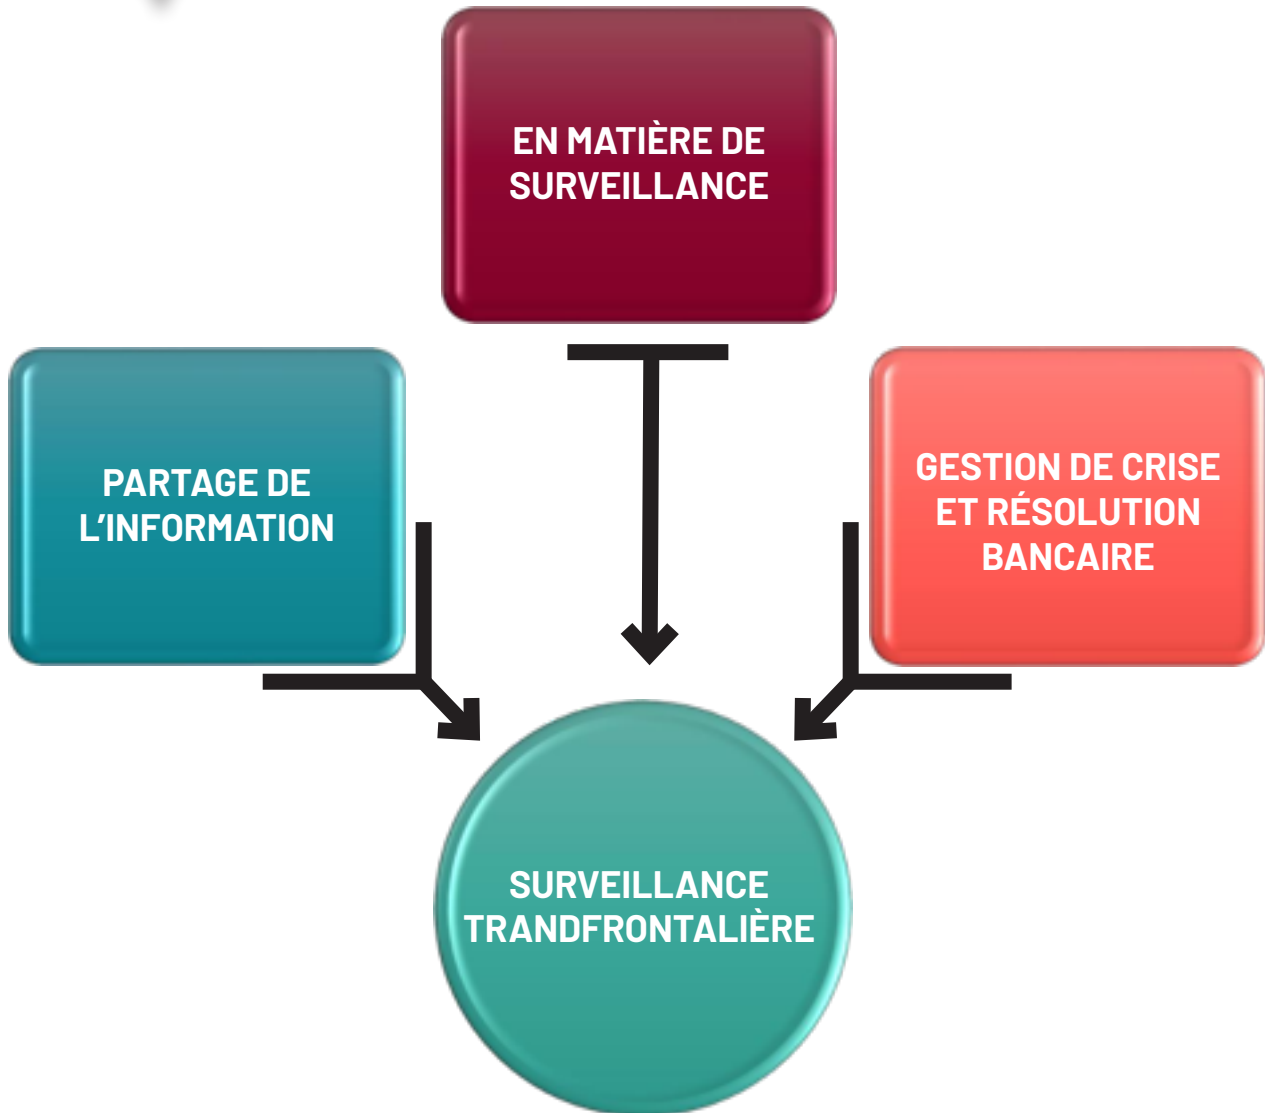 EN MATIÈRE DE
SURVEILLANCE
PARTAGE DE
L’INFORMATION
GESTION DE CRISE
ET RÉSOLUTION
BANCAIRE
SURVEILLANCE
TRANDFRONTALIÈRE